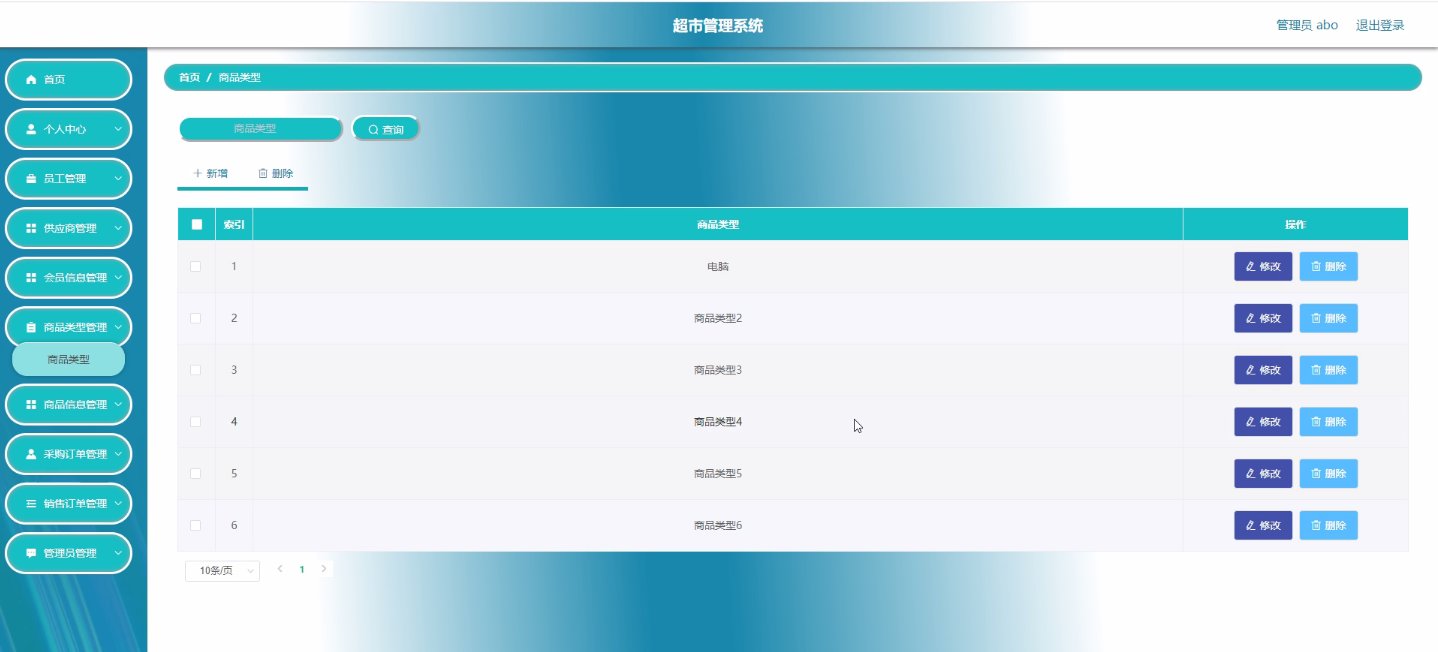 超市管理系统
管理员 abo 退出登录
首页
个人中心
员工管理
供应商管理
会员信息管理
商品类型管理
商品类型
商品信息管理
采购订单管理
销售订单管理
管理员管理
首页 / 商品类型
商品类型 查询
新增 删除
索引 商品类型 操作
1 电脑 修改 删除
2 商品类型2 修改 删除
3 商品类型3 修改 删除
4 商品类型4 修改 删除
5 商品类型5 修改 删除
6 商品类型6 修改 删除
10条/页 1